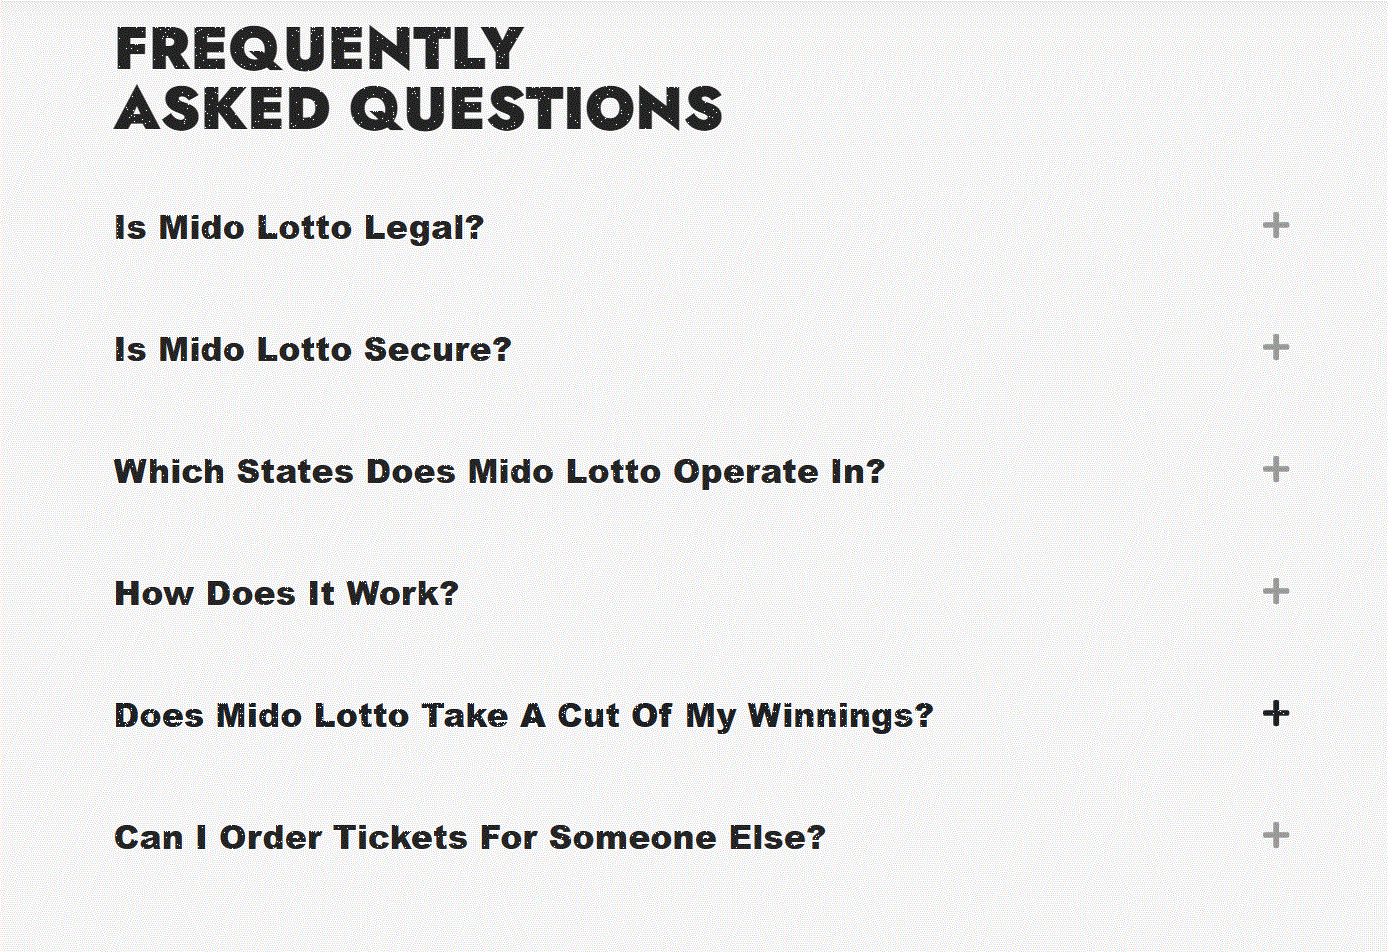 FREQUENTLY
ASKED QUESTIONS
Is Mido Lotto Legal?
Is Mido Lotto Secure?
Which States Does Mido Lotto Operate In?
How Does It Work?
Does Mido Lotto Take A Cut Of My Winnings?
Can I Order Tickets For Someone Else?